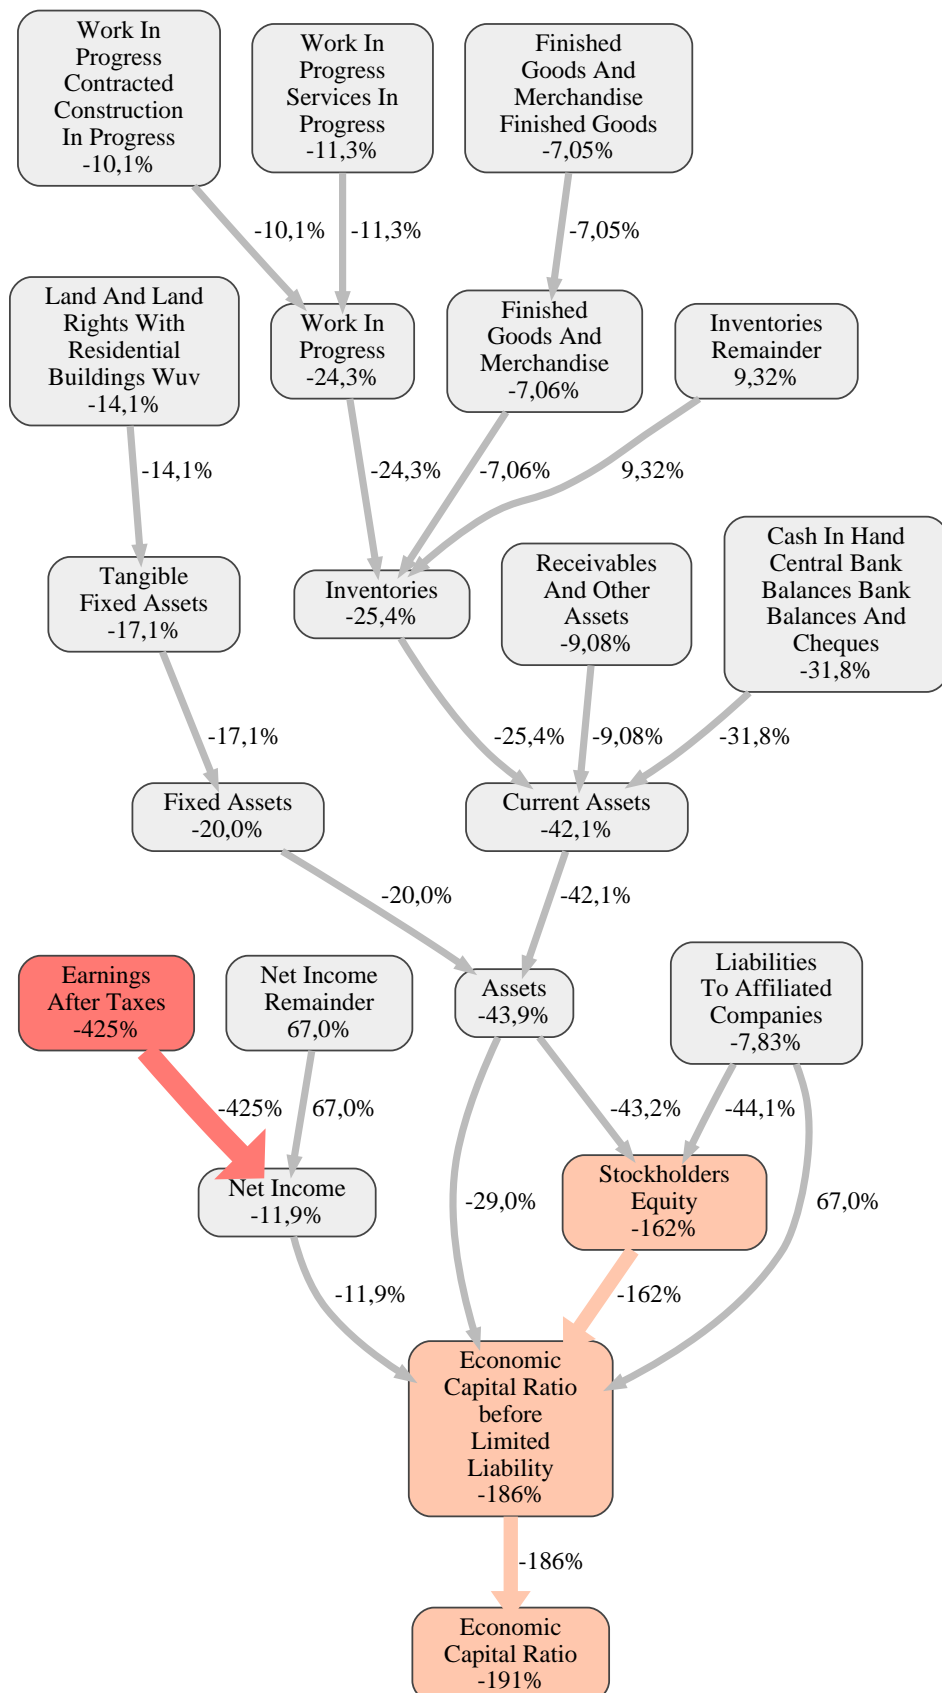 Work In
Progress
Contracted
Construction
In Progress
-10,1%
Work In
Progress
Services In
Progress
-11,3%
Finished
Goods And
Merchandise
Finished Goods
-7,05%
-10,1%
-11,3%
-7,05%
Land And Land
Rights With
Residential
Buildings Wuv
-14,1%
Work In
Progress
-24,3%
Finished
Goods And
Merchandise
-7,06%
Inventories
Remainder
9,32%
-14,1%
-24,3%
-7,06%
9,32%
Tangible
Fixed Assets
-17,1%
Inventories
-25,4%
Receivables
And Other
Assets
-9,08%
Cash In Hand
Central Bank
Balances Bank
Balances And
Cheques
-31,8%
-17,1%
-25,4%
-9,08%
-31,8%
Fixed Assets
-20,0%
Current Assets
-42,1%
-20,0%
-42,1%
Earnings
After Taxes
-425%
Net Income
Remainder
67,0%
Assets
-43,9%
Liabilities
To Affiliated
Companies
-7,83%
-425%
67,0%
-43,2%
-44,1%
Net Income
-11,9%
-29,0%
Stockholders
Equity
-162%
67,0%
-11,9%
-162%
Economic
Capital Ratio
before
Limited
Liability
-186%
-186%
Economic
Capital Ratio
-191%